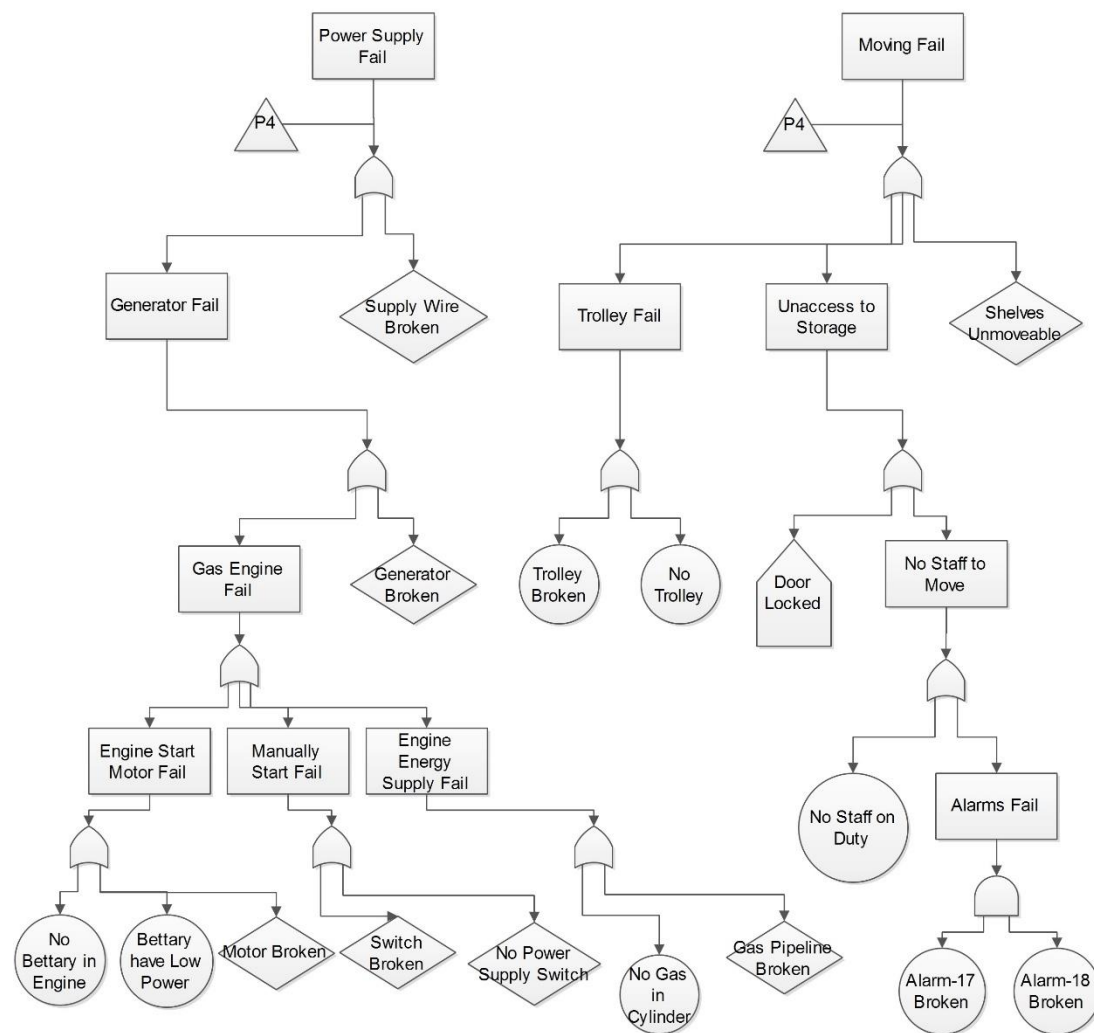 Power Supply
Fail
Moving Fail
P4
P4
Generator Fail
Supply Wire
Broken
Trolley Fail
Unaccess to
Storage
Shelves
Unmoveable
Gas Engine
Fail
Generator
Broken
Trolley
Broken
No
Trolley
Door
Locked
No Staff to
Move
Engine Start
Motor Fail
Manually
Start Fail
Engine
Energy
Supply Fail
No Staff on
Duty
Alarms Fail
No
Bettary in
Engine
Bettary
have Low
Power
Motor Broken
Switch
Broken
No Power
Supply Switch
No Gas
in
Cylinder
Gas Pipeline
Broken
Alarm-17
Broken
Alarm-18
Broken